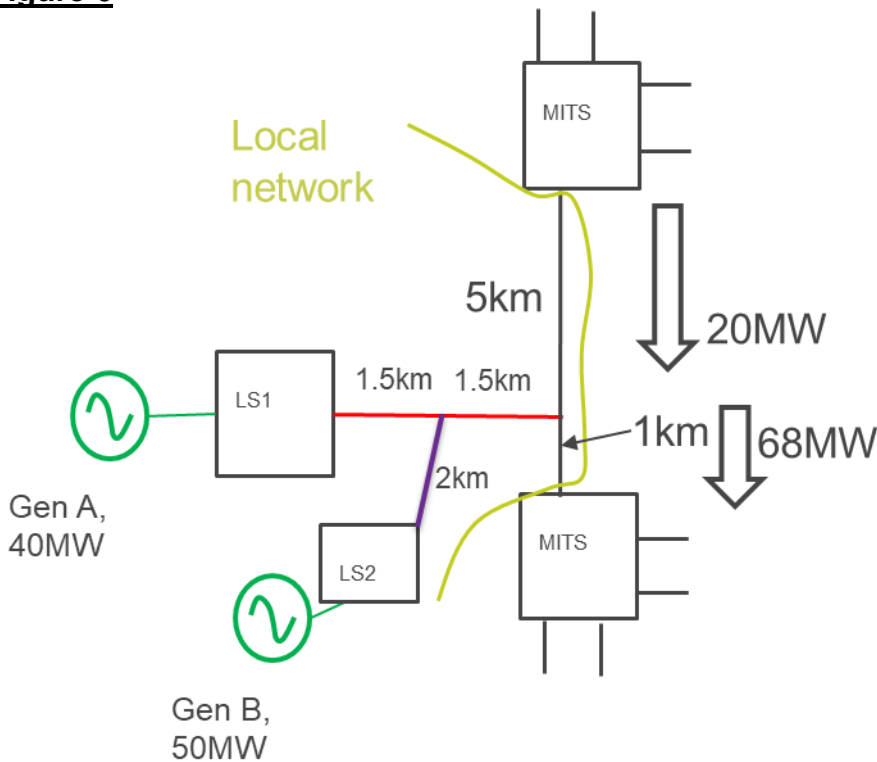 MITS
Local
network
5km
20MW
1.5km 1.5km
LS1
1km
68MW
2km
Gen A,
40MW
LS2
MITS
Gen B,
50MW